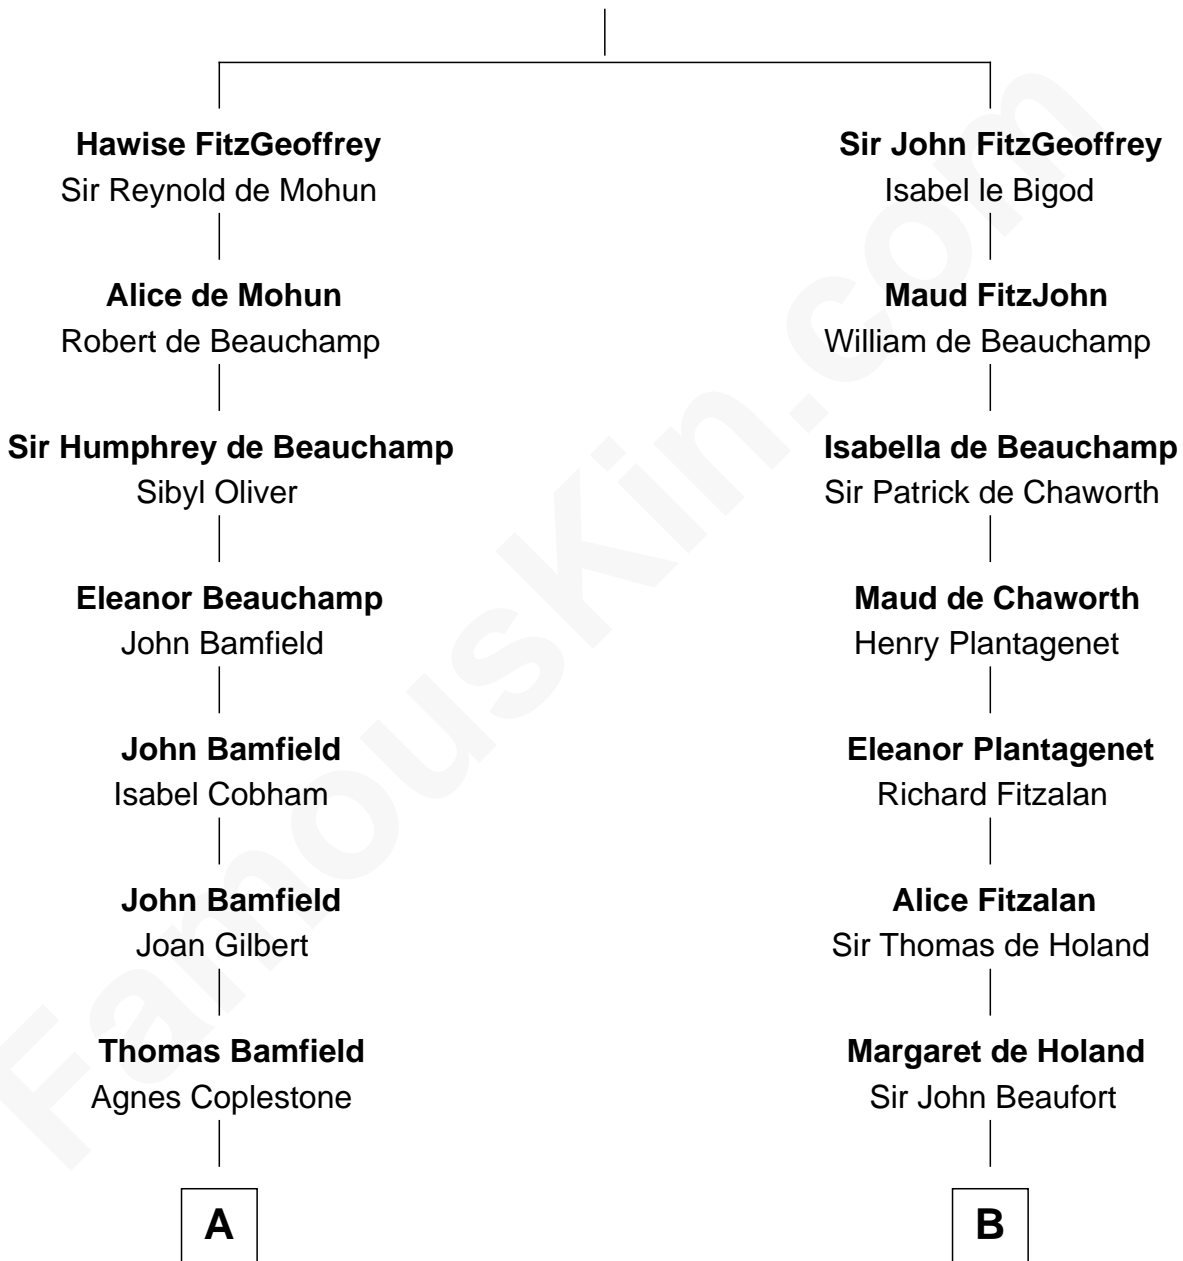 Hawise FitzGeoffrey
Sir Reynold de Mohun
Alice de Mohun
Robert de Beauchamp
Sir Humphrey de Beauchamp
Sibyl Oliver
Eleanor Beauchamp
John Bamfield
John Bamfield
Isabel Cobham
John Bamfield
Joan Gilbert
Thomas Bamfield
Agnes Coplestone
A
Sir John FitzGeoffrey
Isabel le Bigod
Maud FitzJohn
William de Beauchamp
Isabella de Beauchamp
Sir Patrick de Chaworth
Maud de Chaworth
Henry Plantagenet
Eleanor Plantagenet
Richard Fitzalan
Alice Fitzalan
Sir Thomas de Holand
Margaret de Holand
Sir John Beaufort
B
FamousKin.com